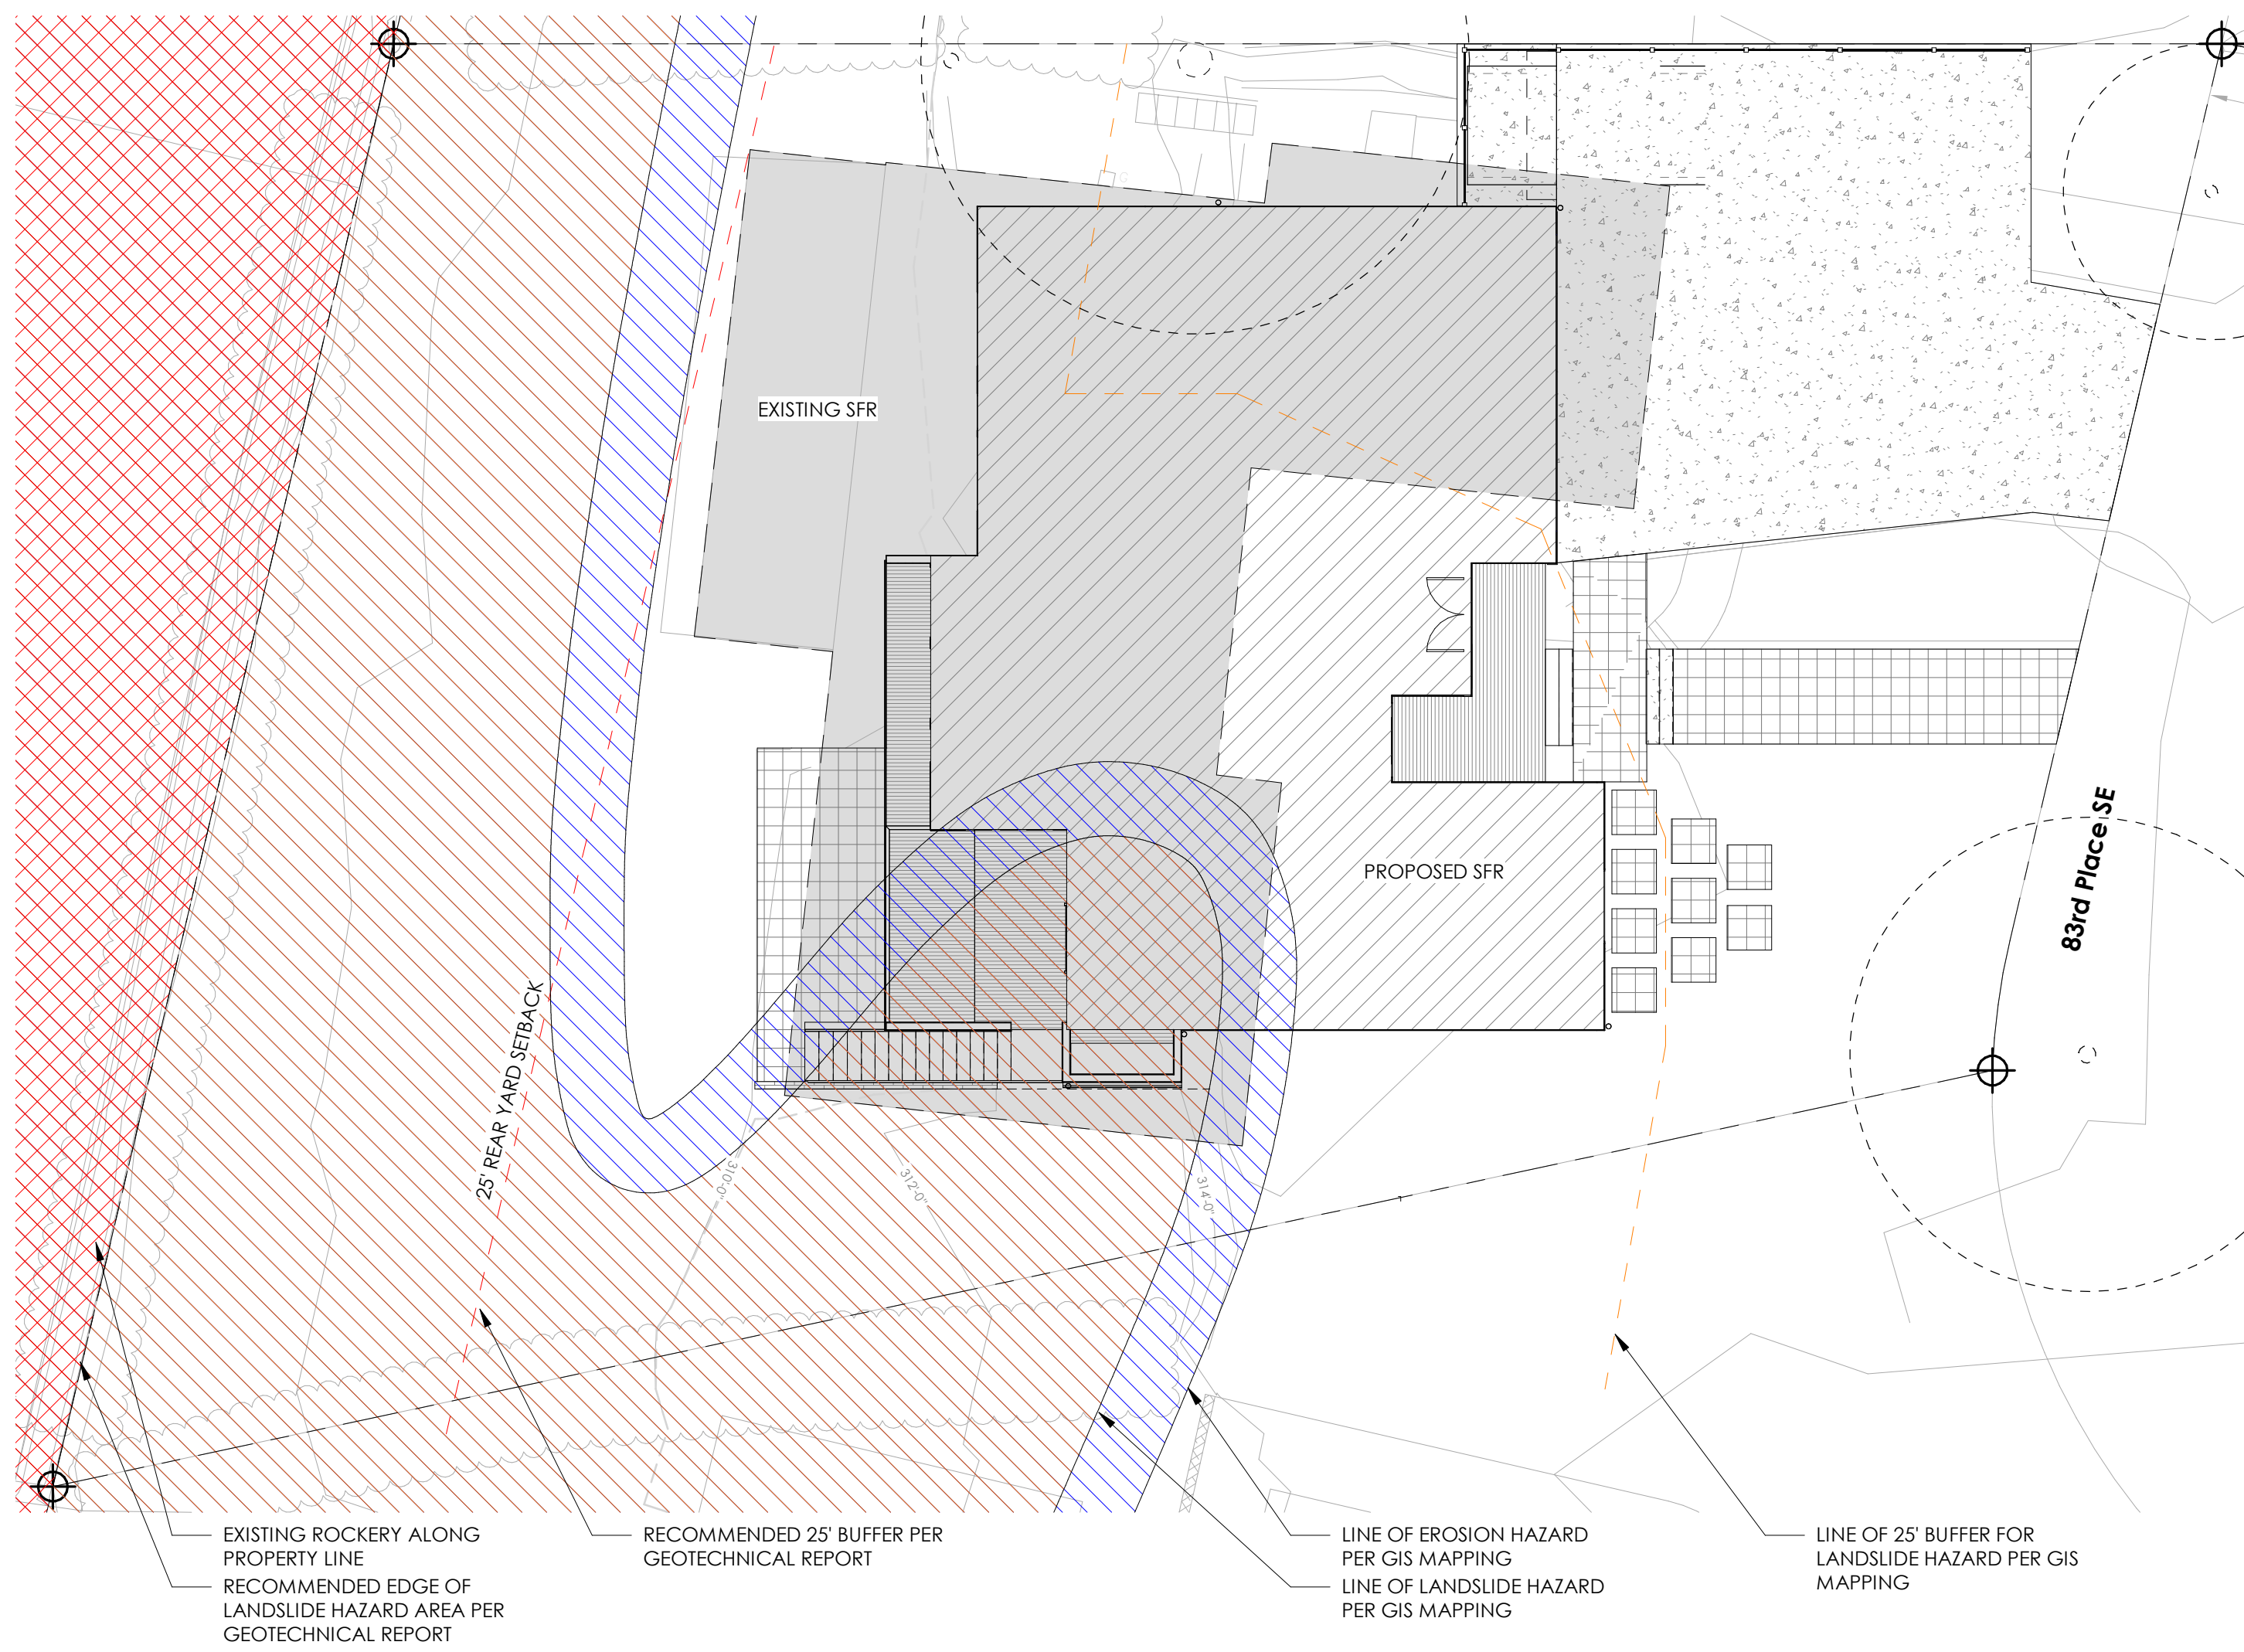 EXISTING SFR
PROPOSED SFR
83rd Place SE
25' REAR YARD SETBACK
310'-0"
312'-0"
314'-0"
EXISTING ROCKERY ALONG
PROPERTY LINE
RECOMMENDED EDGE OF
LANDSLIDE HAZARD AREA PER
GEOTECHNICAL REPORT
RECOMMENDED 25' BUFFER PER
GEOTECHNICAL REPORT
LINE OF EROSION HAZARD
PER GIS MAPPING
LINE OF LANDSLIDE HAZARD
PER GIS MAPPING
LINE OF 25' BUFFER FOR
LANDSLIDE HAZARD PER GIS
MAPPING